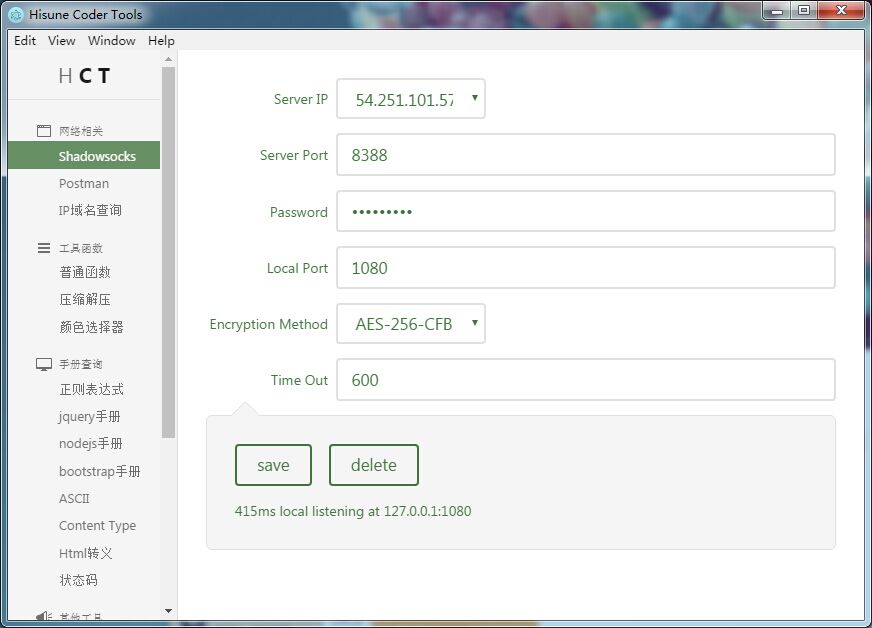 Hisune Coder Tools
Edit View Window Help
HCT
网络相关
Shadowsocks
Postman
IP域名查询
工具函数
普通函数
压缩解压
颜色选择器
手册查询
正则表达式
jquery手册
nodejs手册
bootstrap手册
ASCII
Content Type
Html转义
状态码
其他工具
Server IP 54.251.101.57
Server Port 8388
Password •••••••••
Local Port 1080
Encryption Method AES-256-CFB
Time Out 600
save delete
415ms local listening at 127.0.0.1:1080